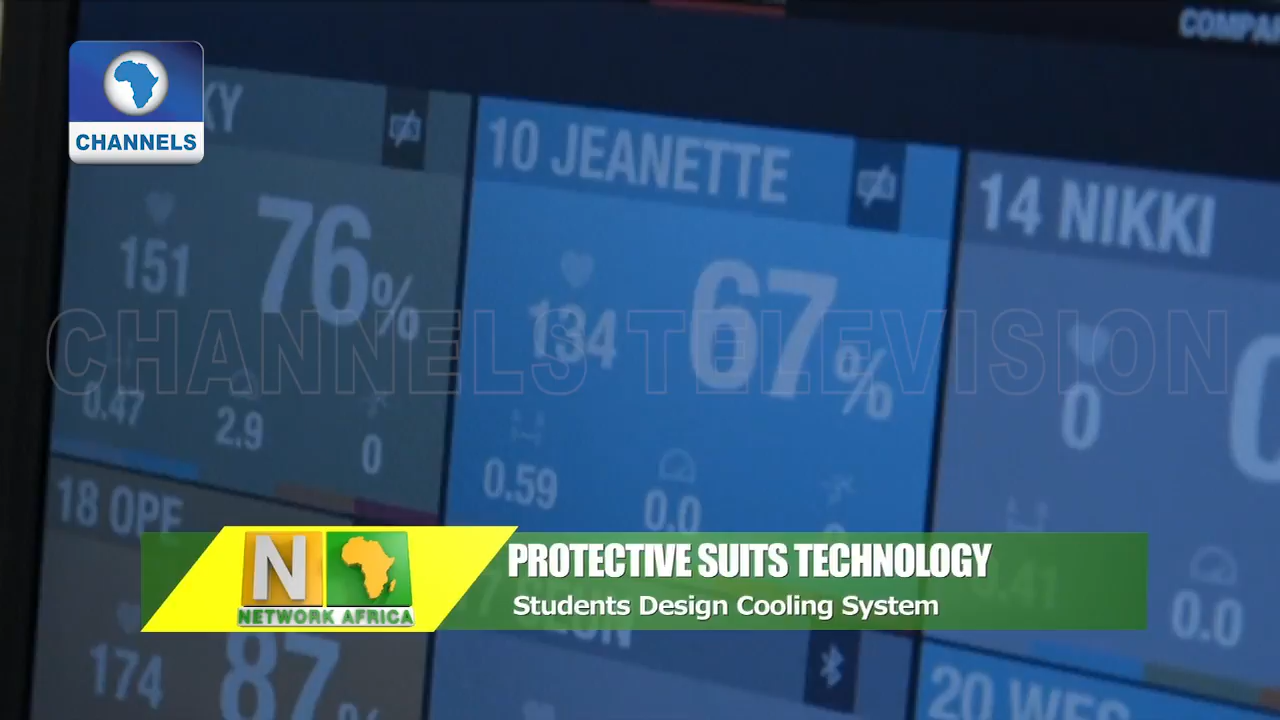 COMPA
CHANNELS
KY
151
76%
0.47
2.9
0
10 JEANETTE
134
67%
0.59
0.0
14 NIKKI
0
0.0
CHANNELS TELEVISION
18 OPE
174
87%
20 WES
N
NETWORK AFRICA
PROTECTIVE SUITS TECHNOLOGY
Students Design Cooling System